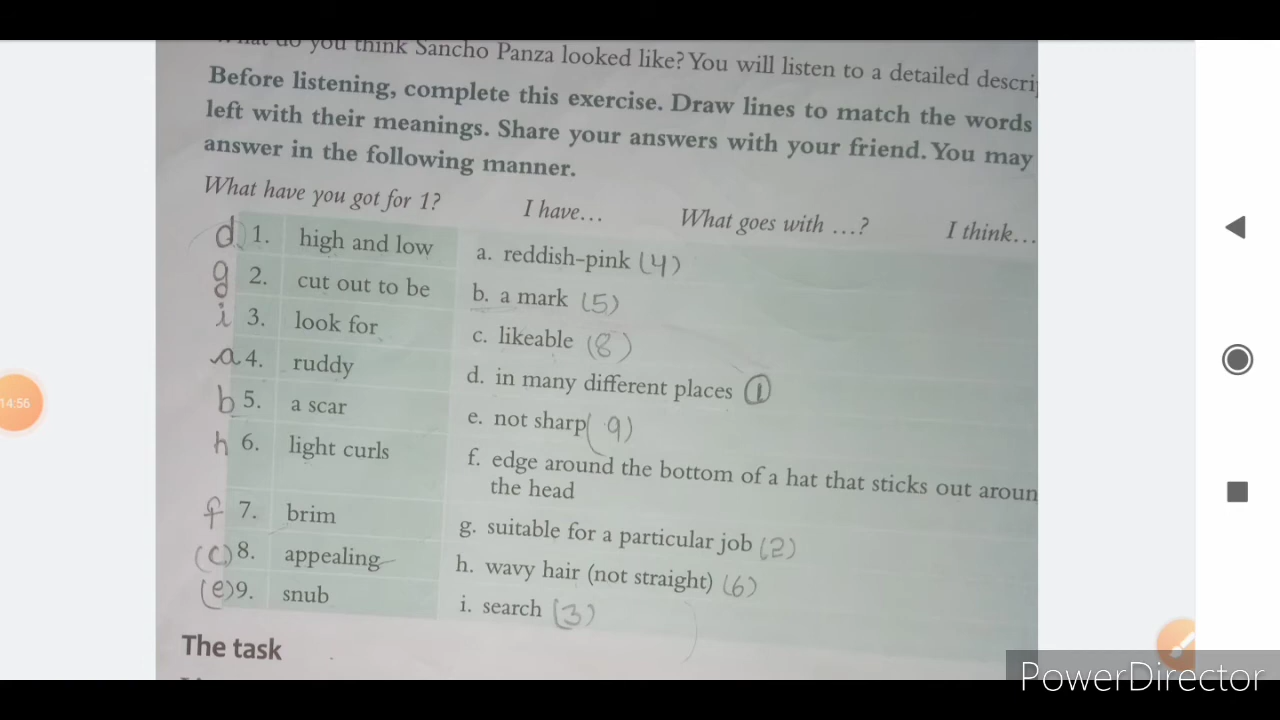 What do you think Sancho Panza looked like? You will listen to a detailed descrip
Before listening, complete this exercise. Draw lines to match the words
left with their meanings. Share your answers with your friend. You may
answer in the following manner.
What have you got for 1? I have... What goes with ...? I think...
d 1. high and low a. reddish-pink (4)
g 2. cut out to be b. a mark (5)
i 3. look for c. likeable (8)
a 4. ruddy d. in many different places (1)
b 5. a scar e. not sharp (9)
h 6. light curls f. edge around the bottom of a hat that sticks out aroun
the head
f 7. brim g. suitable for a particular job (2)
(c) 8. appealing h. wavy hair (not straight) (6)
(e) 9. snub i. search (3)
The task
14:56
PowerDirector